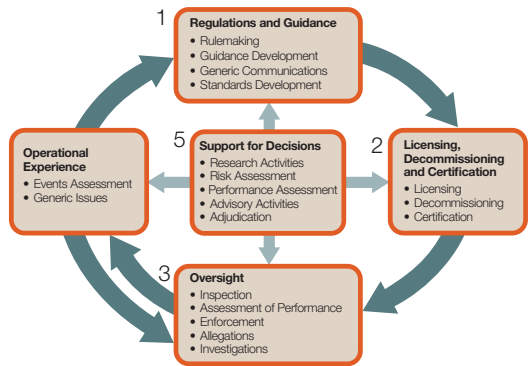 1
Regulations and Guidance
• Rulemaking
• Guidance Development
• Generic Communications
• Standards Development
2
Licensing,
Decommissioning
and Certification
• Licensing
• Decommissioning
• Certification
3
Oversight
• Inspection
• Assessment of Performance
• Enforcement
• Allegations
• Investigations
Operational
Experience
• Events Assessment
• Generic Issues
5
Support for Decisions
• Research Activities
• Risk Assessment
• Performance Assessment
• Advisory Activities
• Adjudication